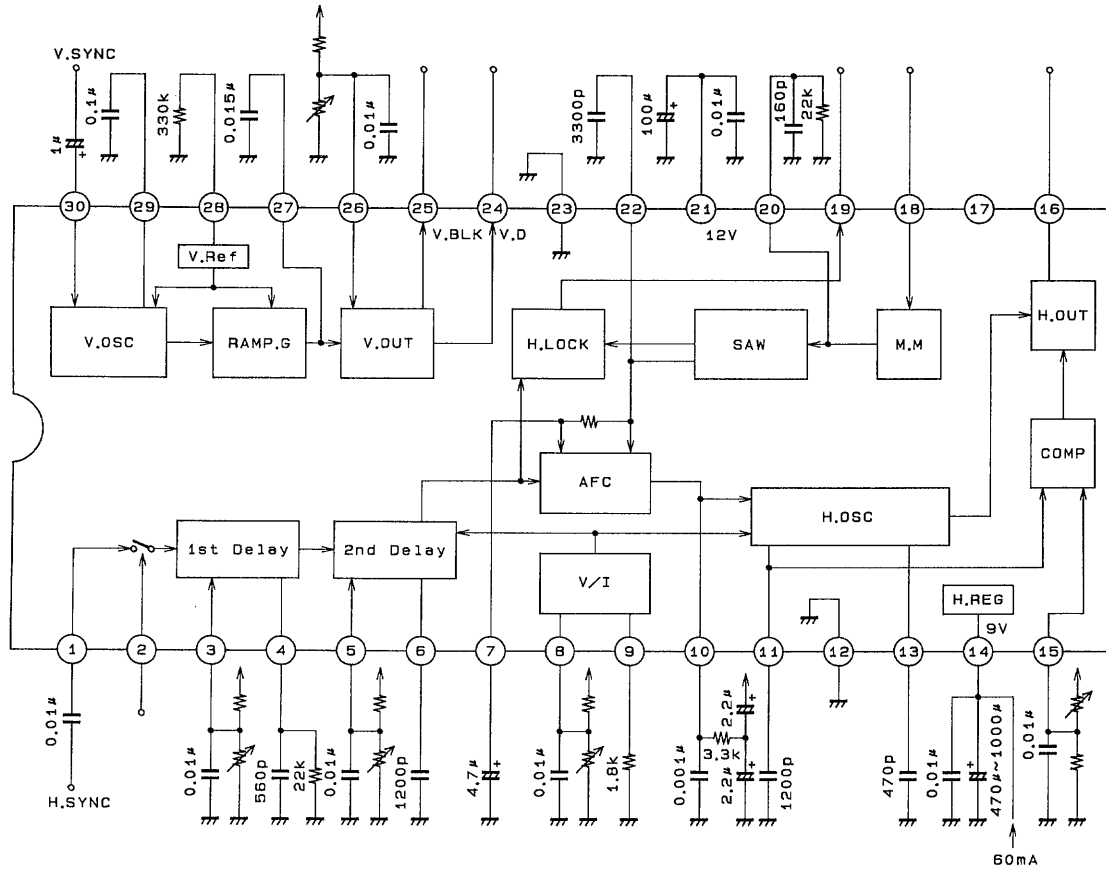 V.SYNC
1μ
+
0.1μ
330k
0.015μ
0.01μ
3300p
100μ
+
0.01μ
160p
22k
30 29 28 27 26 25 24 23 22 21 20 19 18 17 16
V.BLK V.D
12V
V.Ref
V.OSC
RAMP.G
V.OUT
H.LOCK
SAW
M.M
H.OUT
COMP
AFC
H.OSC
1st Delay
2nd Delay
V/I
H.REG
9V
1 2 3 4 5 6 7 8 9 10 11 12 13 14 15
0.01μ
H.SYNC
0.01μ
560p
22k
0.01μ
1200p
4.7μ
+
0.01μ
1.8k
0.001μ
3.3k
2.2μ
+
2.2μ
+
1200p
470p
0.01μ
+
470μ~1000μ
0.01μ
60mA